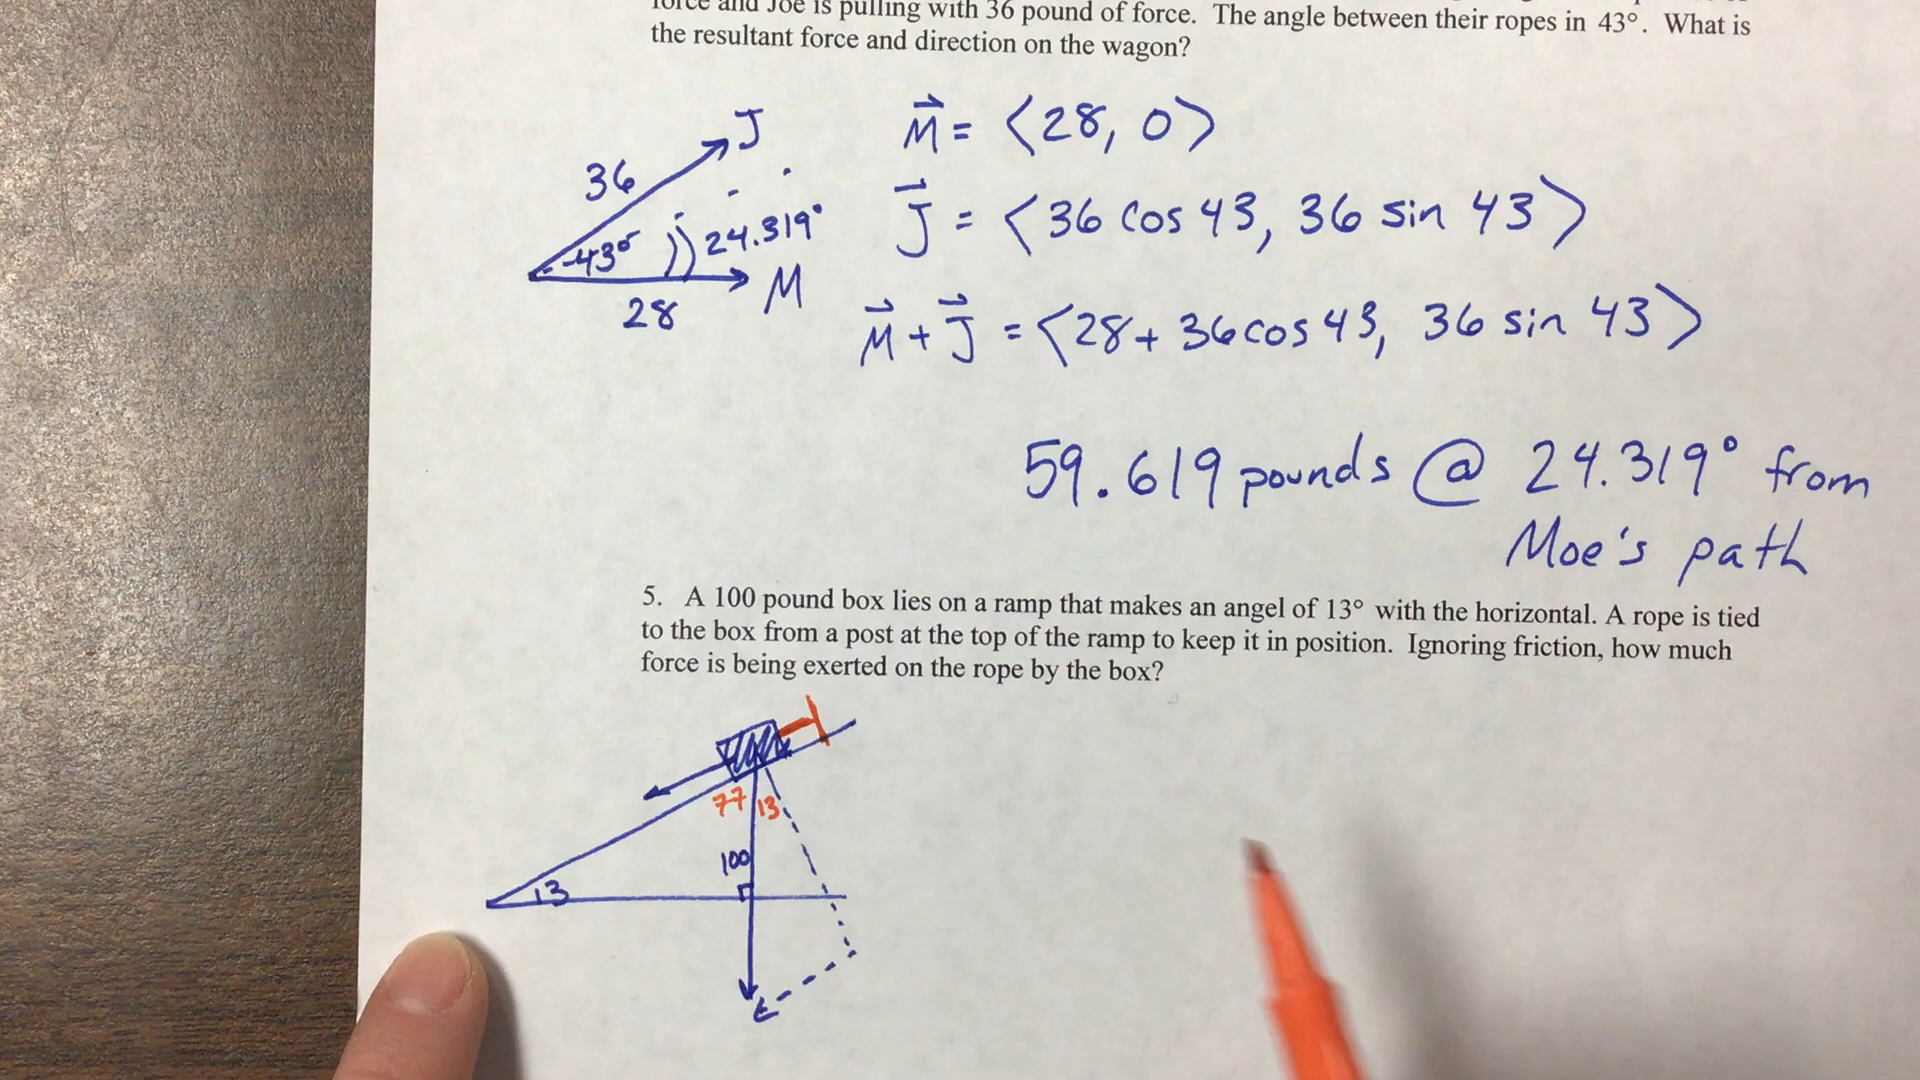 force and Joe is pulling with 36 pound of force. The angle between their ropes in 43°. What is
the resultant force and direction on the wagon?
J
36
43°
24.319°
M
28
M = ⟨28, 0⟩
J = ⟨36 cos 43, 36 sin 43⟩
M + J = ⟨28 + 36 cos 43, 36 sin 43⟩
59.619 pounds @ 24.319° from
Moe's path
5. A 100 pound box lies on a ramp that makes an angel of 13° with the horizontal. A rope is tied
to the box from a post at the top of the ramp to keep it in position. Ignoring friction, how much
force is being exerted on the rope by the box?
77 13
100
13